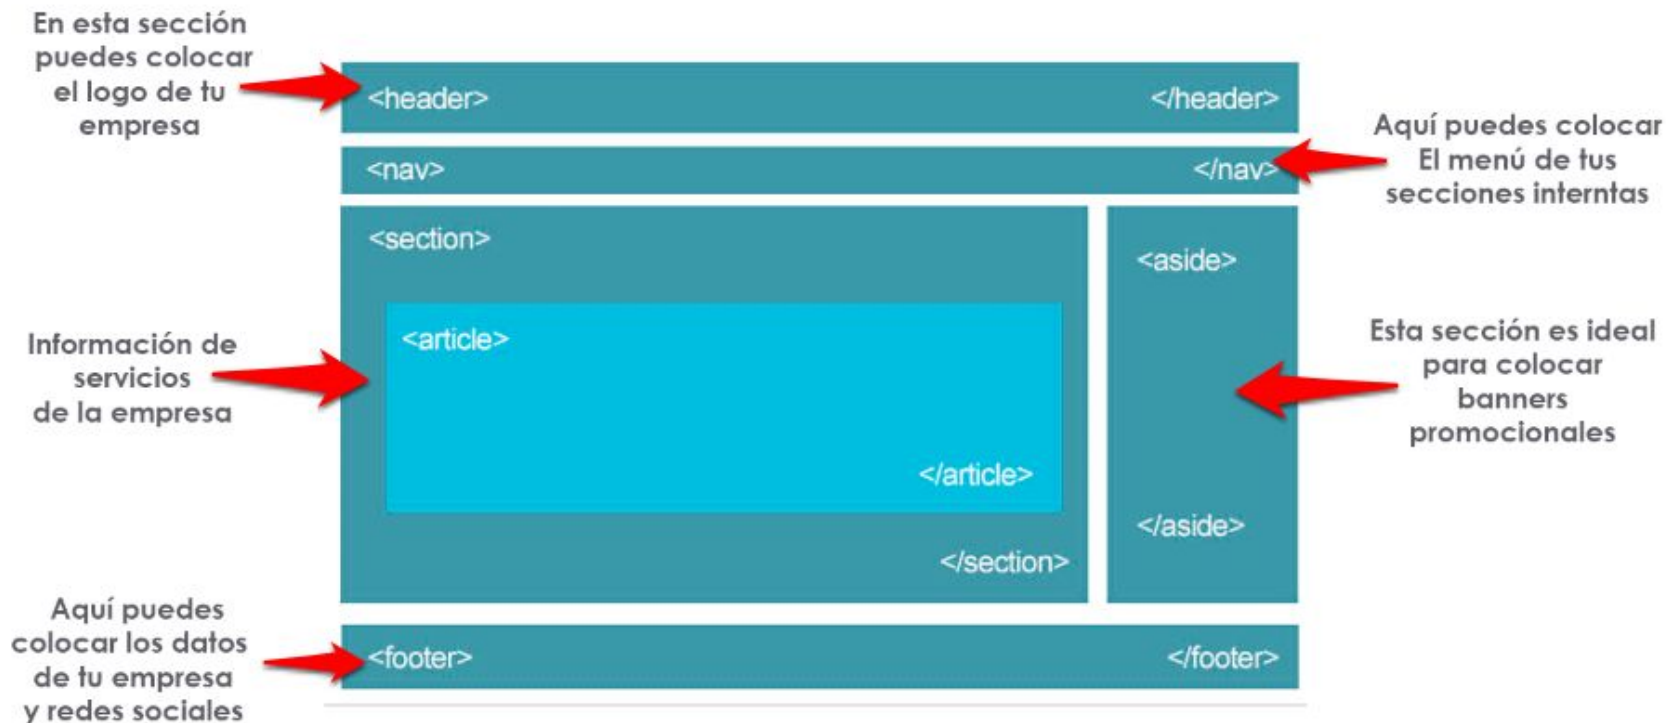 En esta sección
puedes colocar
el logo de tu
empresa
<header>
</header>
Aquí puedes colocar
El menú de tus
secciones interntas
<nav>
</nav>
<section>
<aside>
<article>
Información de
servicios
de la empresa
Esta sección es ideal
para colocar
banners
promocionales
</article>
</aside>
</section>
Aquí puedes
colocar los datos
de tu empresa
y redes sociales
<footer>
</footer>